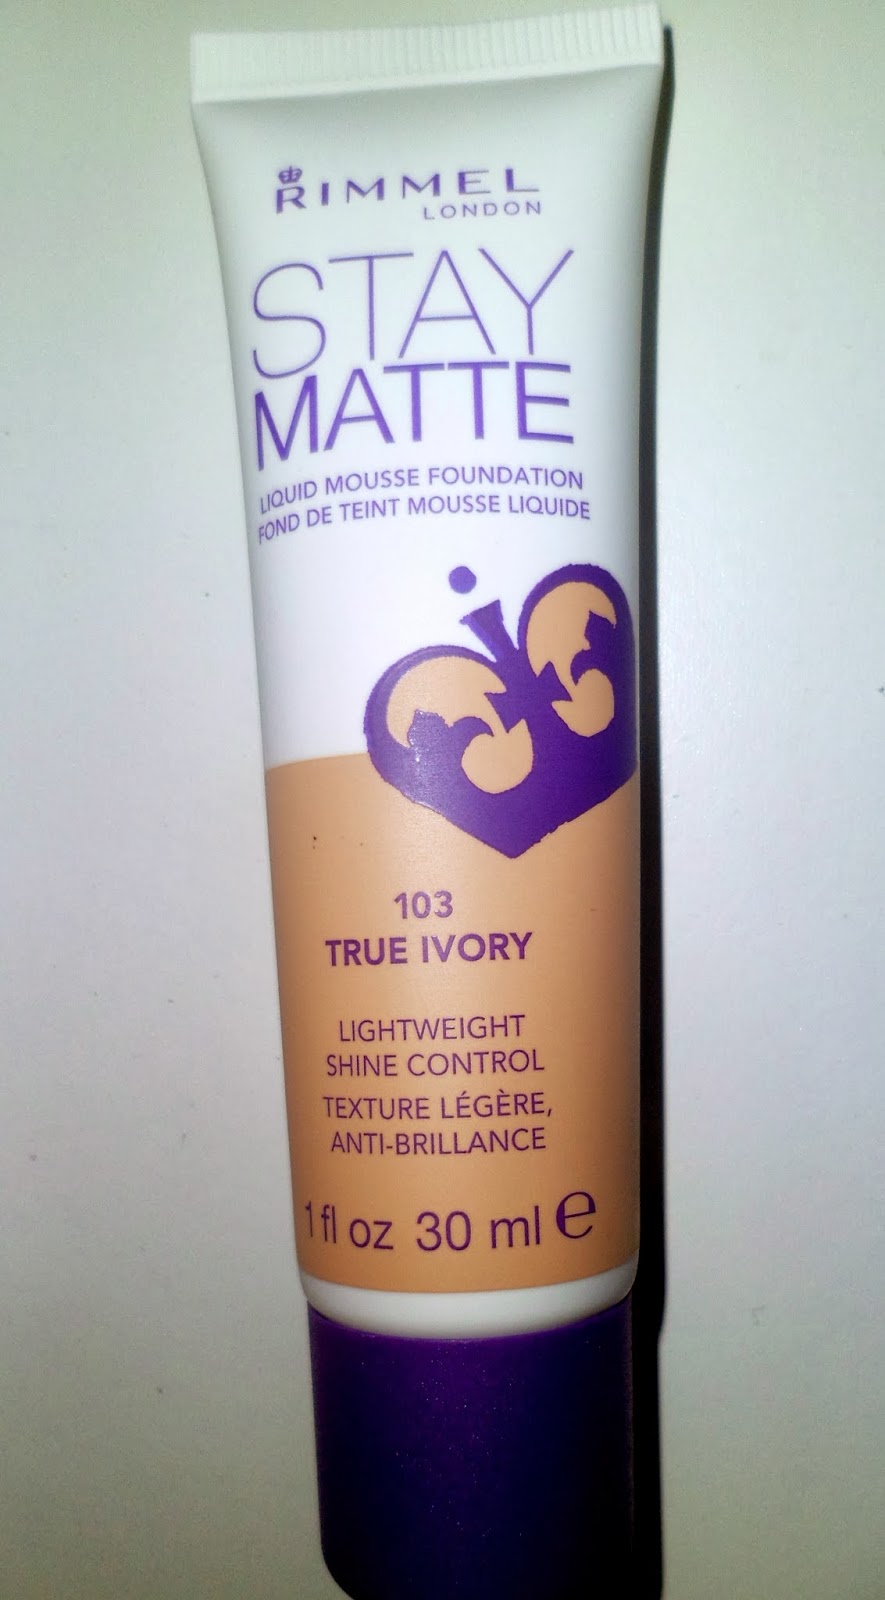 RIMMEL
LONDON
STAY
MATTE
LIQUID MOUSSE FOUNDATION
FOND DE TEINT MOUSSE LIQUIDE
103
TRUE IVORY
LIGHTWEIGHT
SHINE CONTROL
TEXTURE LÉGÈRE,
ANTI-BRILLANCE
1 fl oz 30 ml e